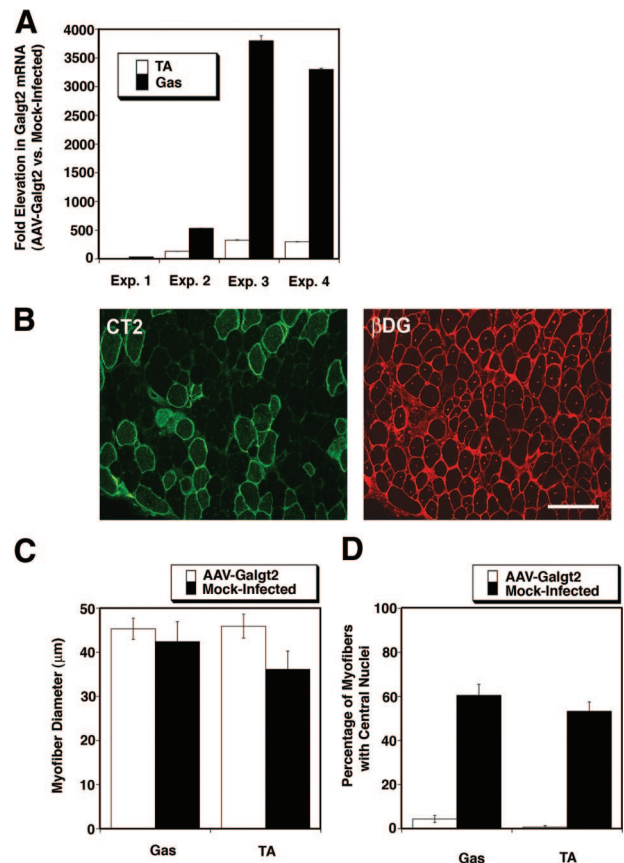 A
Fold Elevation in Galgt2 mRNA
(AAV-Galgt2 vs. Mock-Infected)
4000
3500
3000
2500
2000
1500
1000
500
0
TA
Gas
Exp. 1
Exp. 2
Exp. 3
Exp. 4
B
CT2
βDG
C
AAV-Galgt2
Mock-Infected
Myofiber Diameter (μm)
50
40
30
20
10
0
Gas
TA
D
AAV-Galgt2
Mock-Infected
Percentage of Myofibers
with Central Nuclei
100
80
60
40
20
0
Gas
TA